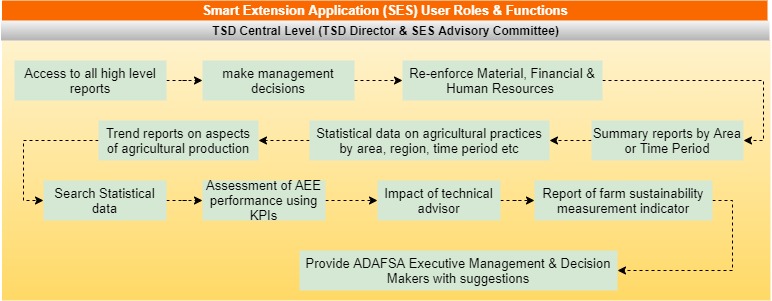 Smart Extension Application (SES) User Roles & Functions
TSD Central Level (TSD Director & SES Advisory Committee)
Access to all high level
reports
make management
decisions
Re-enforce Material, Financial &
Human Resources
Summary reports by Area
or Time Period
Statistical data on agricultural practices
by area, region, time period etc
Trend reports on aspects
of agricultural production
Search Statistical
data
Assessment of AEE
performance using
KPIs
Impact of technical
advisor
Report of farm sustainability
measurement indicator
Provide ADAFSA Executive Management & Decision
Makers with suggestions